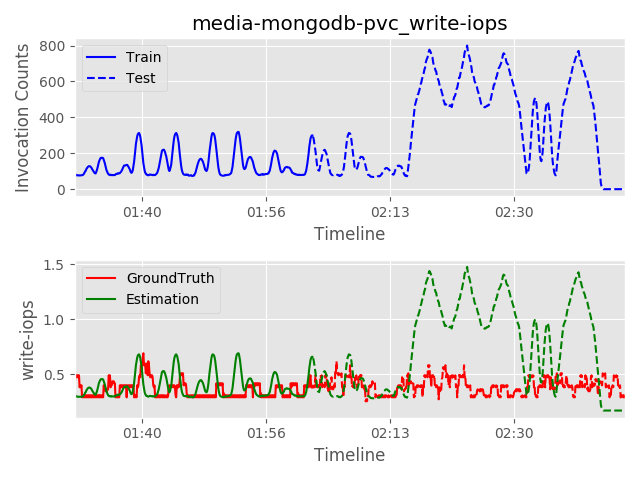 media-mongodb-pvc_write-iops
800
600
400
200
0
Invocation Counts
Train
Test
01:40
01:56
02:13
02:30
Timeline
1.5
1.0
0.5
write-iops
GroundTruth
Estimation
01:40
01:56
02:13
02:30
Timeline